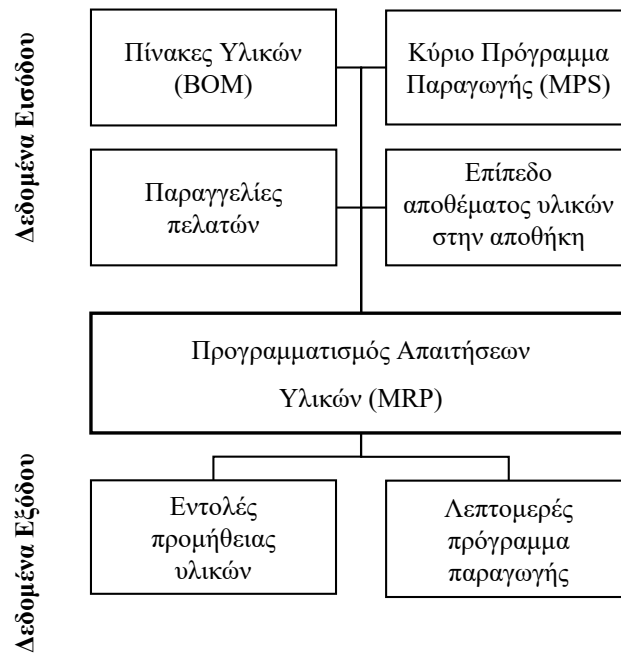 Δεδομένα Εισόδου
Πίνακες Υλικών
(BOM)
Κύριο Πρόγραμμα
Παραγωγής (MPS)
Παραγγελίες
πελατών
Επίπεδο
αποθέματος υλικών
στην αποθήκη
Προγραμματισμός Απαιτήσεων
Υλικών (MRP)
Δεδομένα Εξόδου
Εντολές
προμήθειας
υλικών
Λεπτομερές
πρόγραμμα
παραγωγής